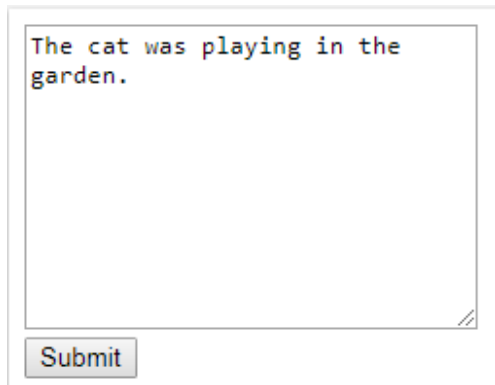 The cat was playing in the
garden.
Submit